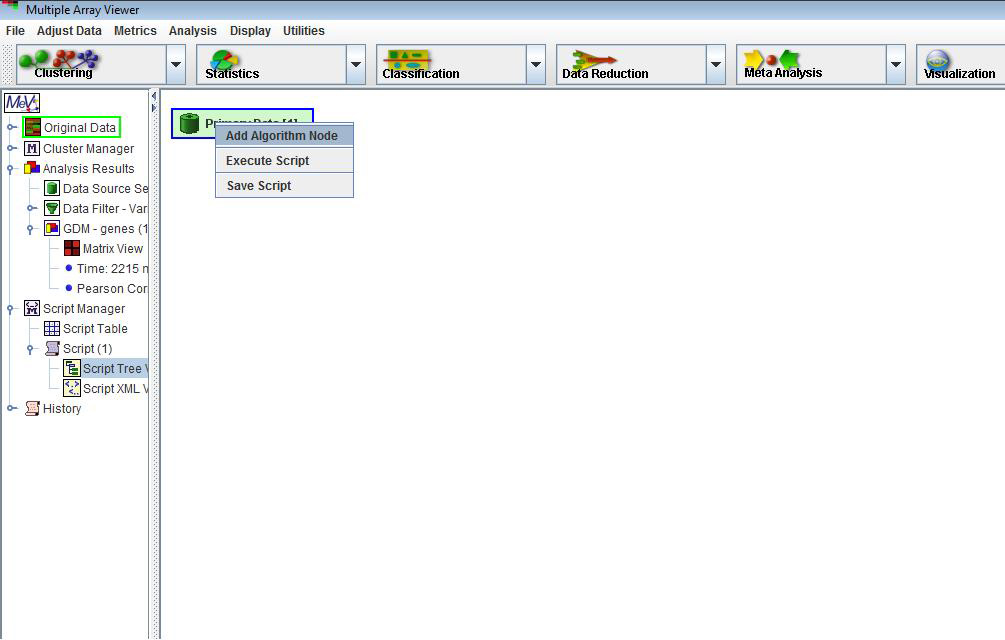 Multiple Array Viewer
File Adjust Data Metrics Analysis Display Utilities
Clustering Statistics Classification Data Reduction Meta Analysis Visualization
MeV
Original Data
Cluster Manager
Analysis Results
Data Source Se
Data Filter - Var
GDM - genes (1
Matrix View
Time: 2215 m
Pearson Cor
Script Manager
Script Table
Script (1)
Script Tree V
Script XML V
History
Primary Data [1]
Add Algorithm Node
Execute Script
Save Script